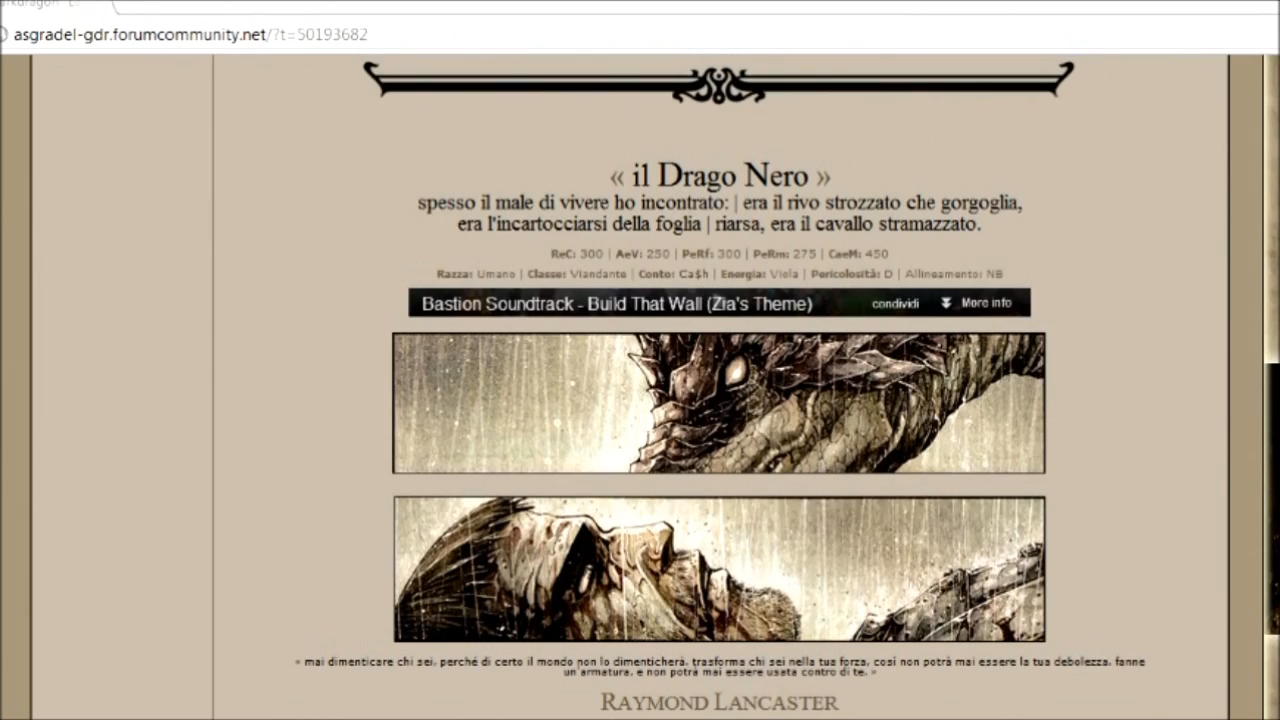 asgradel-gdr.forumcommunity.net/?t=50193682
« il Drago Nero »
spesso il male di vivere ho incontrato: | era il rivo strozzato che gorgoglia,
era l'incartocciarsi della foglia | riarsa, era il cavallo stramazzato.
ReC: 300 | AeV: 250 | PeRf: 300 | PeRm: 275 | CaeM: 450
Razza: Umano | Classe: Viandante | Conto: Ca$h | Energia: Viola | Pericolosità: D | Allineamento: NB
Bastion Soundtrack - Build That Wall (Zia's Theme) condividi More info
« mai dimenticare chi sei, perché di certo il mondo non lo dimenticherà. trasforma chi sei nella tua forza, così non potrà mai essere la tua debolezza. fanne
un'armatura, e non potrà mai essere usata contro di te. »
RAYMOND LANCASTER